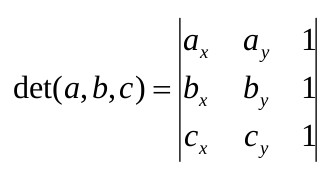 a_x a_y 1
det(a,b,c) = b_x b_y 1
c_x c_y 1